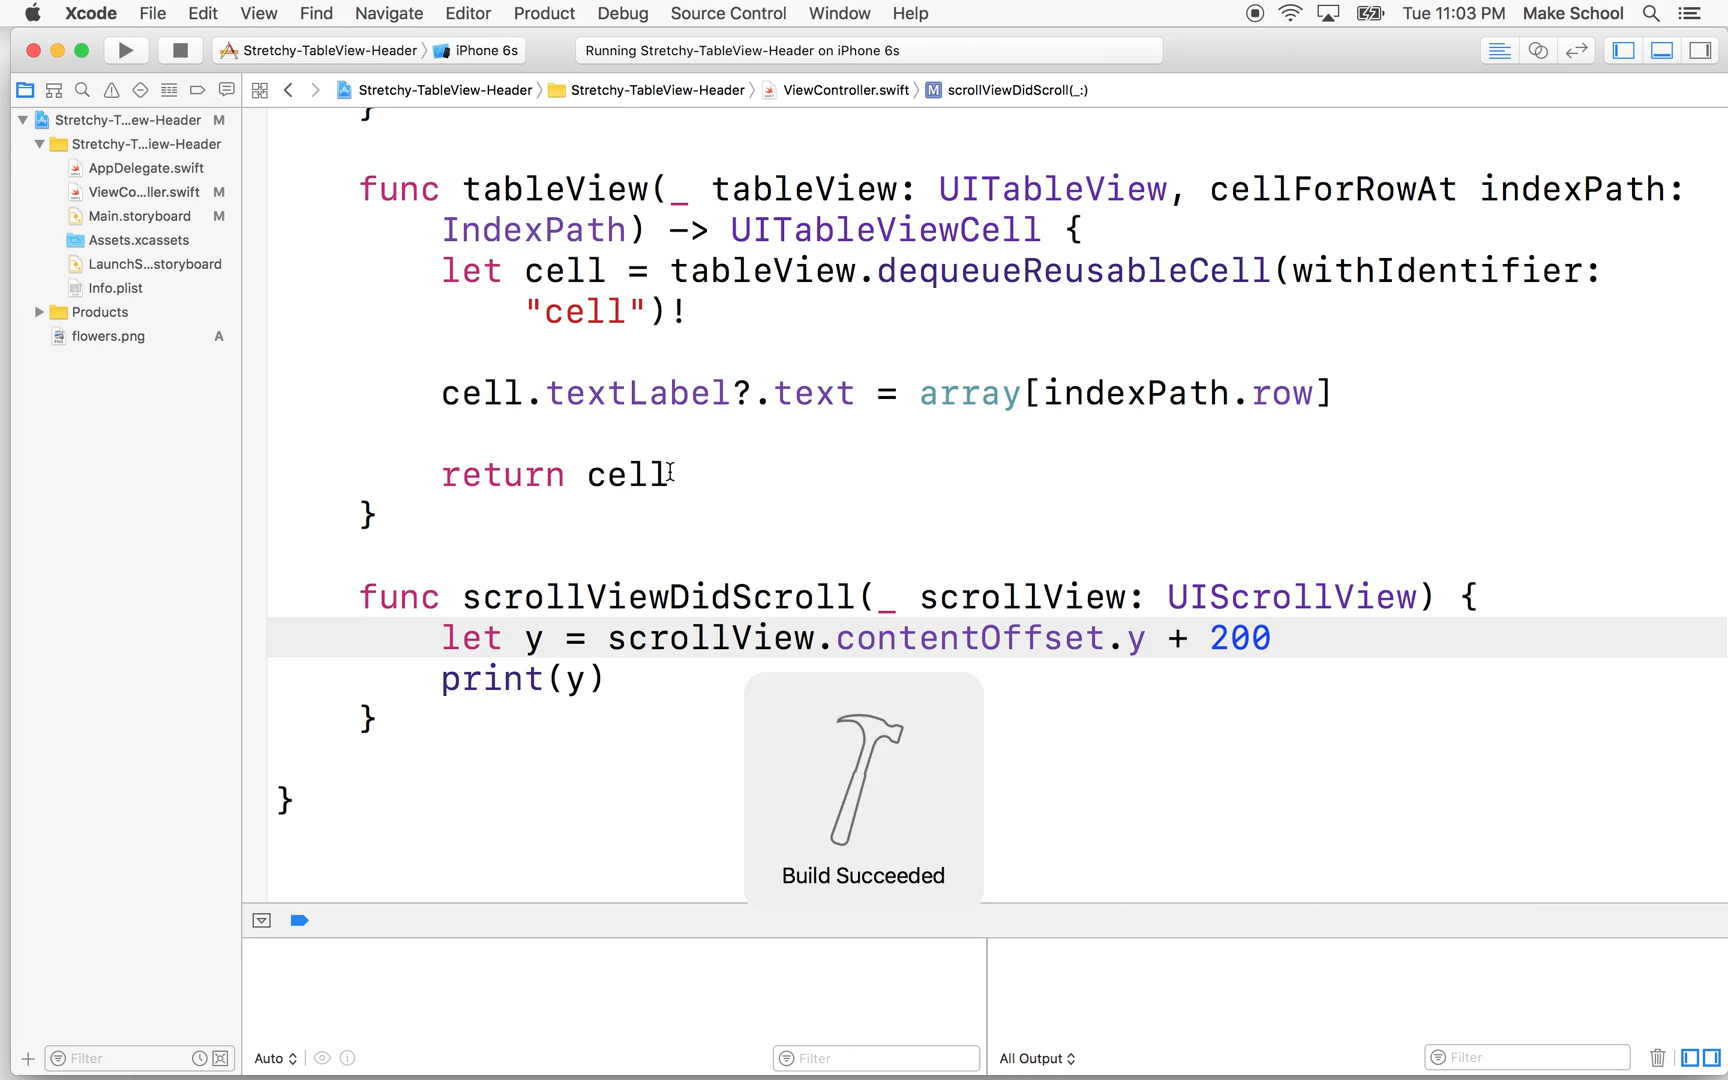 Xcode File Edit View Find Navigate Editor Product Debug Source Control Window Help Tue 11:03 PM Make School
Stretchy-TableView-Header iPhone 6s Running Stretchy-TableView-Header on iPhone 6s
Stretchy-TableView-Header Stretchy-TableView-Header ViewController.swift M scrollViewDidScroll(_:)
Stretchy-T...ew-Header M
Stretchy-T...iew-Header
AppDelegate.swift
ViewCo...ller.swift M
Main.storyboard M
Assets.xcassets
LaunchS...storyboard
Info.plist
Products
flowers.png A
}
func tableView(_ tableView: UITableView, cellForRowAt indexPath:
IndexPath) -> UITableViewCell {
let cell = tableView.dequeueReusableCell(withIdentifier:
"cell")!
cell.textLabel?.text = array[indexPath.row]
return cell
}
func scrollViewDidScroll(_ scrollView: UIScrollView) {
let y = scrollView.contentOffset.y + 200
print(y)
}
}
Build Succeeded
Filter Auto Filter All Output Filter